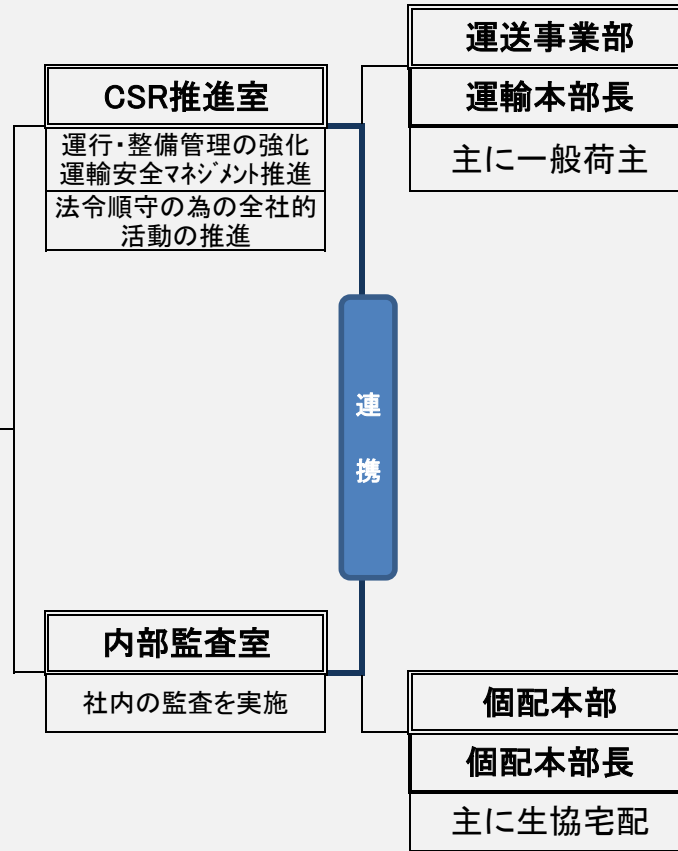 CSR推進室
運行・整備管理の強化
運輸安全マネジメント推進
法令順守の為の全社的
活動の推進
運送事業部
運輸本部長
主に一般荷主
連
携
内部監査室
社内の監査を実施
個配本部
個配本部長
主に生協宅配